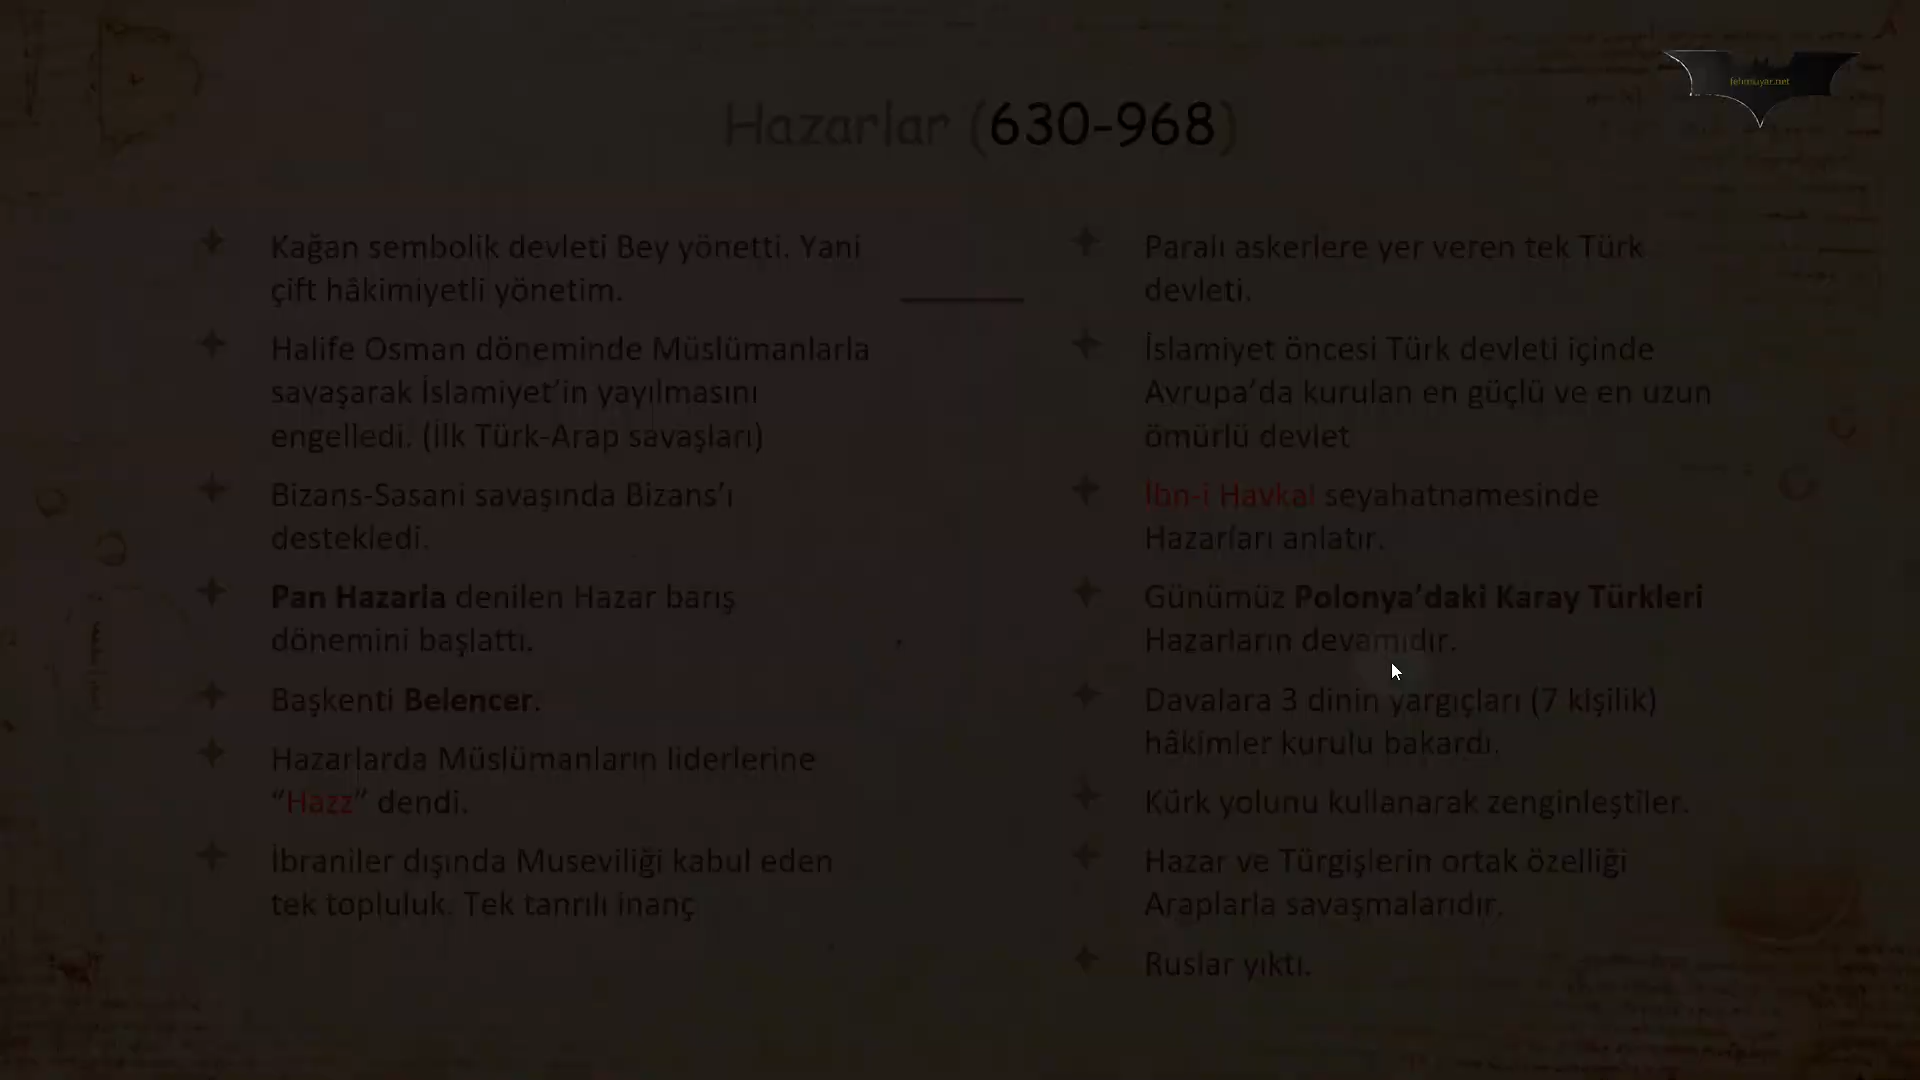 fehmiuyar.net
Hazarlar (630-968)
Kağan sembolik devleti Bey yönetti. Yani
çift hâkimiyetli yönetim.
Halife Osman döneminde Müslümanlarla
savaşarak İslamiyet’in yayılmasını
engelledi. (İlk Türk-Arap savaşları)
Bizans-Sasani savaşında Bizans’ı
destekledi.
Pan Hazaria denilen Hazar barış
dönemini başlattı.
Başkenti Belencer.
Hazarlarda Müslümanların liderlerine
“Hazz” dendi.
İbraniler dışında Museviliği kabul eden
tek topluluk. Tek tanrılı inanç
Paralı askerlere yer veren tek Türk
devleti.
İslamiyet öncesi Türk devleti içinde
Avrupa’da kurulan en güçlü ve en uzun
ömürlü devlet
İbn-i Havkal seyahatnamesinde
Hazarları anlatır.
Günümüz Polonya’daki Karay Türkleri
Hazarların devamıdır.
Davalara 3 dinin yargıçları (7 kişilik)
hâkimler kurulu bakardı.
Kürk yolunu kullanarak zenginleştiler.
Hazar ve Türgişlerin ortak özelliği
Araplarla savaşmalarıdır.
Ruslar yıktı.